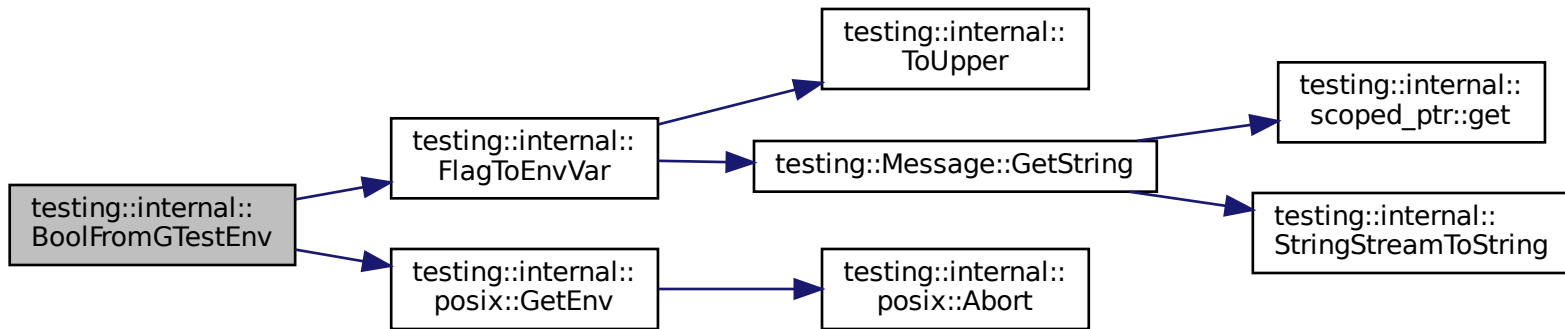 testing::internal::
BoolFromGTestEnv
testing::internal::
FlagToEnvVar
testing::internal::
ToUpper
testing::Message::GetString
testing::internal::
scoped_ptr::get
testing::internal::
StringStreamToString
testing::internal::
posix::GetEnv
testing::internal::
posix::Abort